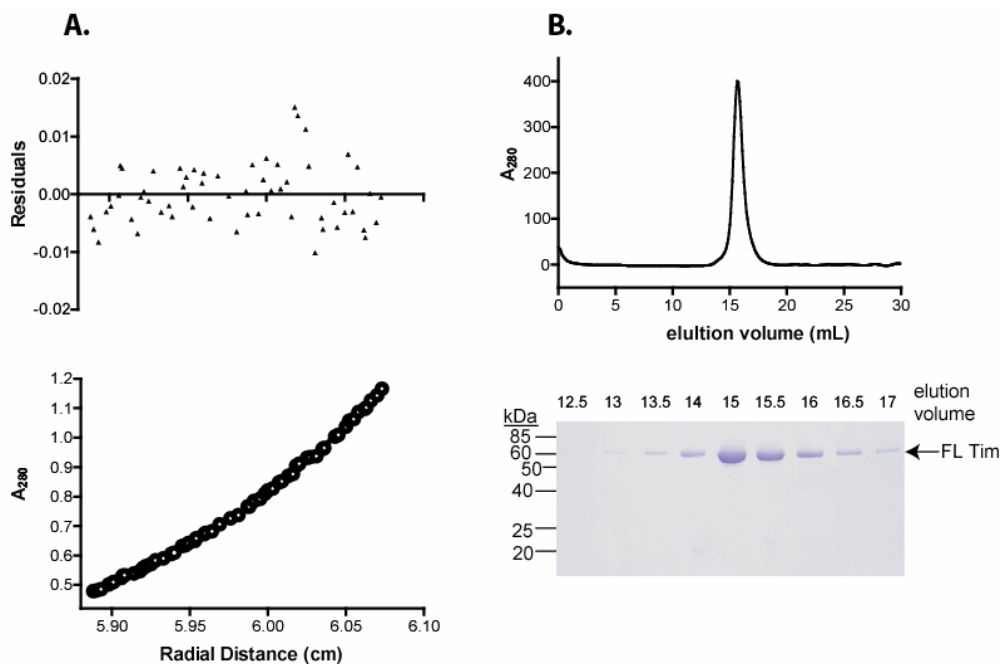 A.
0.02
0.01
0.00
-0.01
-0.02
Residuals
1.2
1.1
1.0
0.9
0.8
0.7
0.6
0.5
A280
5.90 5.95 6.00 6.05 6.10
Radial Distance (cm)
B.
400
300
200
100
0
A280
0 5 10 15 20 25 30
elultion volume (mL)
12.5 13 13.5 14 15 15.5 16 16.5 17 elution
volume
kDa
85
60
50
40
25
20
FL Tim